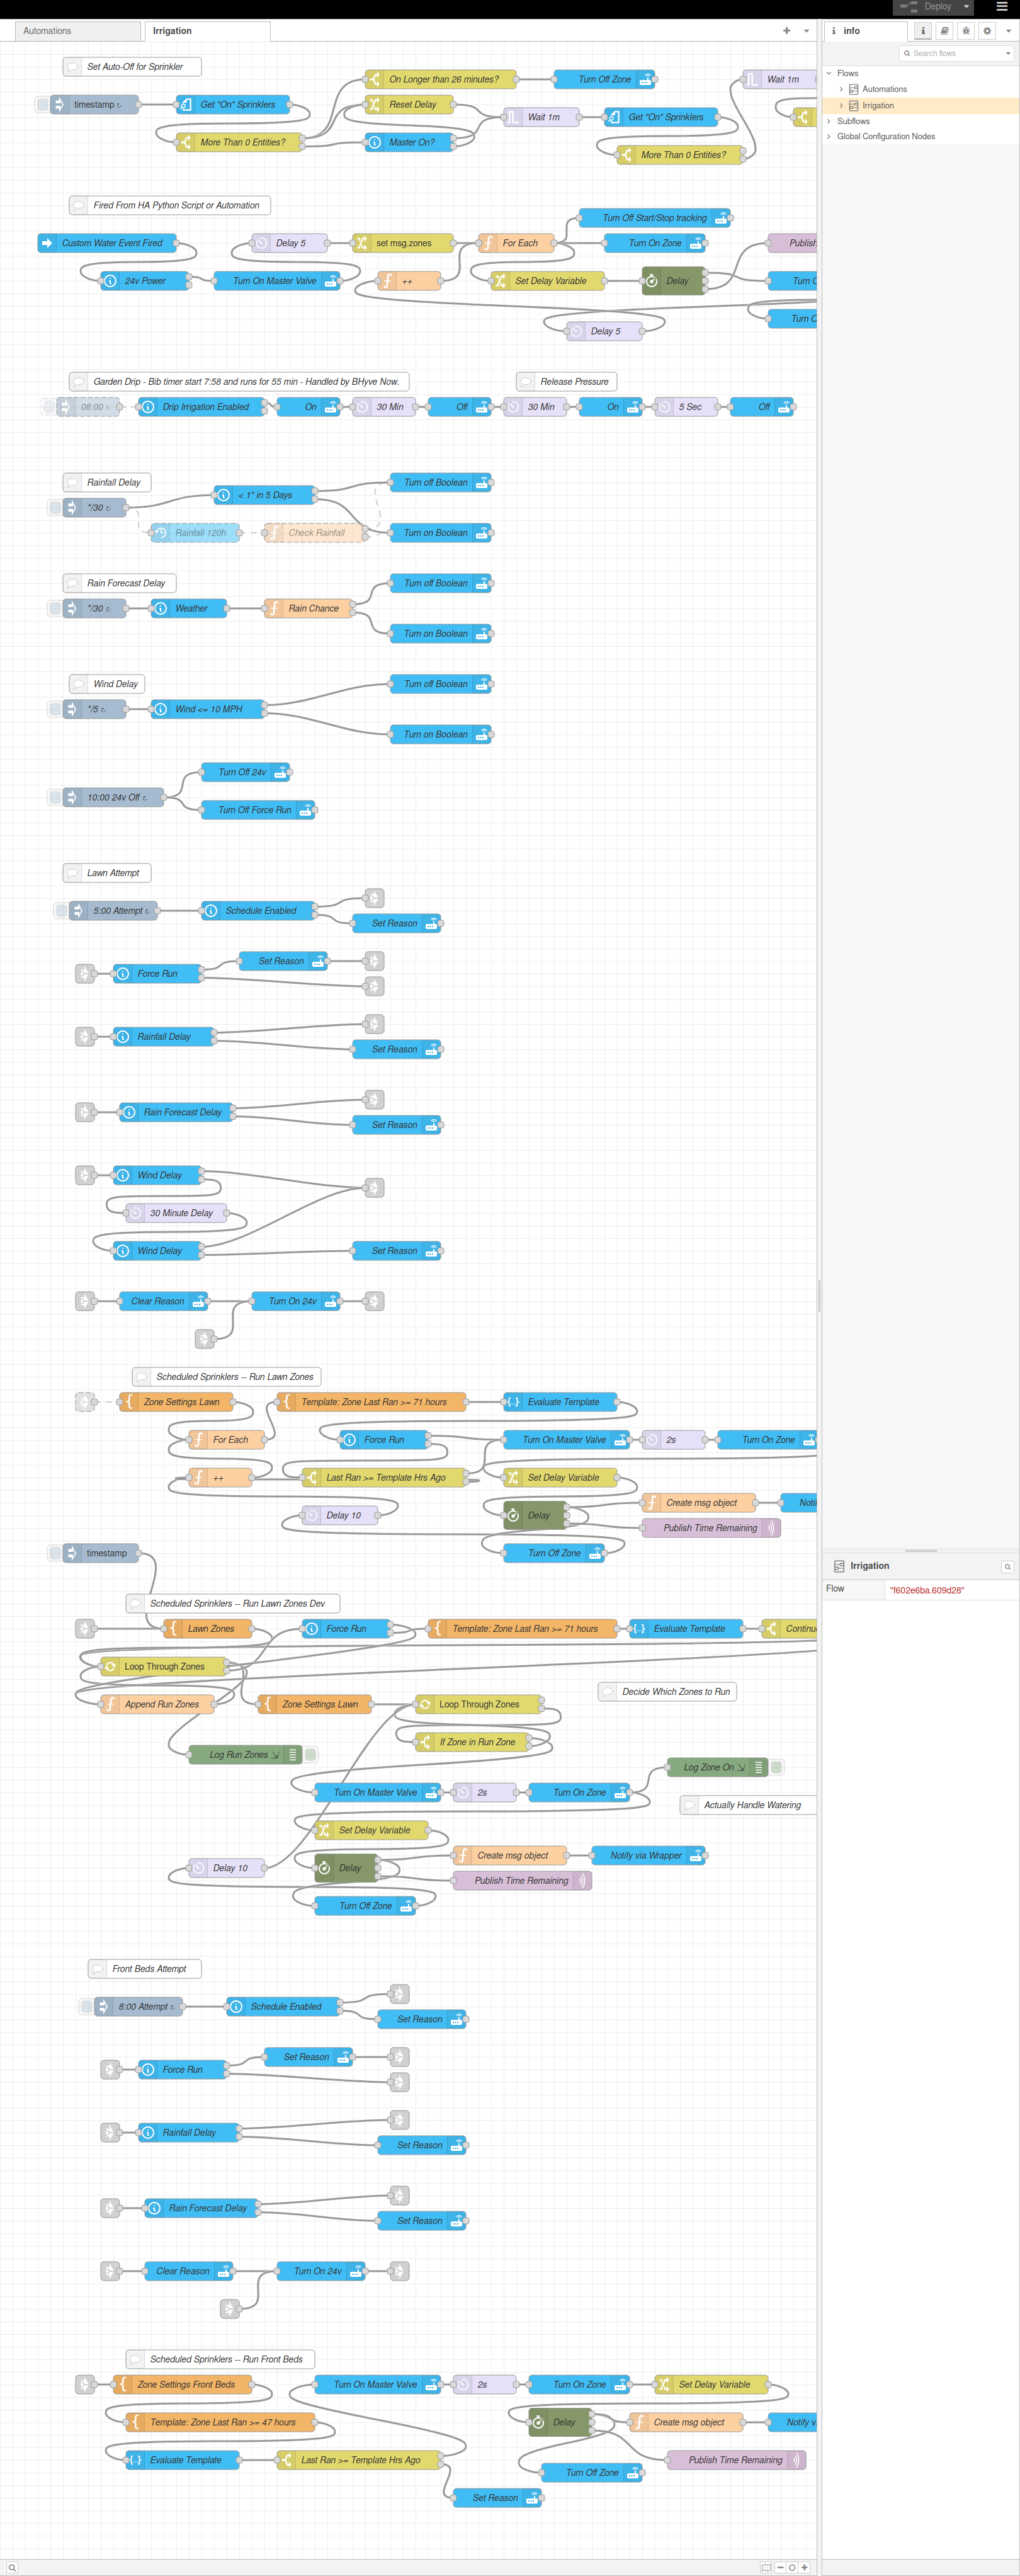 Deploy
Automations
Irrigation
info
Search flows
Flows
Automations
Irrigation
Subflows
Global Configuration Nodes
Set Auto-Off for Sprinkler
On Longer than 26 minutes?
Turn Off Zone
Wait 1m
timestamp ↻
Get "On" Sprinklers
Reset Delay
Wait 1m
Get "On" Sprinklers
More Than 0 Entities?
Master On?
More Than 0 Entities?
Fired From HA Python Script or Automation
Turn Off Start/Stop tracking
Custom Water Event Fired
Delay 5
set msg.zones
For Each
Turn On Zone
Publish
24v Power
Turn On Master Valve
++
Set Delay Variable
Delay
Turn O
Turn O
Delay 5
Garden Drip - Bib timer start 7:58 and runs for 55 min - Handled by BHyve Now.
Release Pressure
08:00 ↻
Drip Irrigation Enabled
On
30 Min
Off
30 Min
On
5 Sec
Off
Rainfall Delay
Turn off Boolean
< 1" in 5 Days
*/30 ↻
Rainfall 120h
Check Rainfall
Turn on Boolean
Rain Forecast Delay
Turn off Boolean
*/30 ↻
Weather
Rain Chance
Turn on Boolean
Wind Delay
Turn off Boolean
*/5 ↻
Wind <= 10 MPH
Turn on Boolean
Turn Off 24v
10:00 24v Off ↻
Turn Off Force Run
Lawn Attempt
5:00 Attempt ↻
Schedule Enabled
Set Reason
Set Reason
Force Run
Rainfall Delay
Set Reason
Rain Forecast Delay
Set Reason
Wind Delay
30 Minute Delay
Wind Delay
Set Reason
Clear Reason
Turn On 24v
Scheduled Sprinklers -- Run Lawn Zones
Zone Settings Lawn
Template: Zone Last Ran >= 71 hours
Evaluate Template
For Each
Force Run
Turn On Master Valve
2s
Turn On Zone
++
Last Ran >= Template Hrs Ago
Set Delay Variable
Delay 10
Delay
Create msg object
Noti
Publish Time Remaining
timestamp
Turn Off Zone
Irrigation
Flow
"f602e6ba.609d28"
Scheduled Sprinklers -- Run Lawn Zones Dev
Lawn Zones
Force Run
Template: Zone Last Ran >= 71 hours
Evaluate Template
Continu
Loop Through Zones
Decide Which Zones to Run
Append Run Zones
Zone Settings Lawn
Loop Through Zones
If Zone in Run Zone
Log Run Zones
Log Zone On
Turn On Master Valve
2s
Turn On Zone
Actually Handle Watering
Set Delay Variable
Create msg object
Notify via Wrapper
Delay 10
Delay
Publish Time Remaining
Turn Off Zone
Front Beds Attempt
8:00 Attempt ↻
Schedule Enabled
Set Reason
Set Reason
Force Run
Rainfall Delay
Set Reason
Rain Forecast Delay
Set Reason
Clear Reason
Turn On 24v
Scheduled Sprinklers -- Run Front Beds
Zone Settings Front Beds
Turn On Master Valve
2s
Turn On Zone
Set Delay Variable
Template: Zone Last Ran >= 47 hours
Delay
Create msg object
Notify v
Evaluate Template
Last Ran >= Template Hrs Ago
Publish Time Remaining
Turn Off Zone
Set Reason